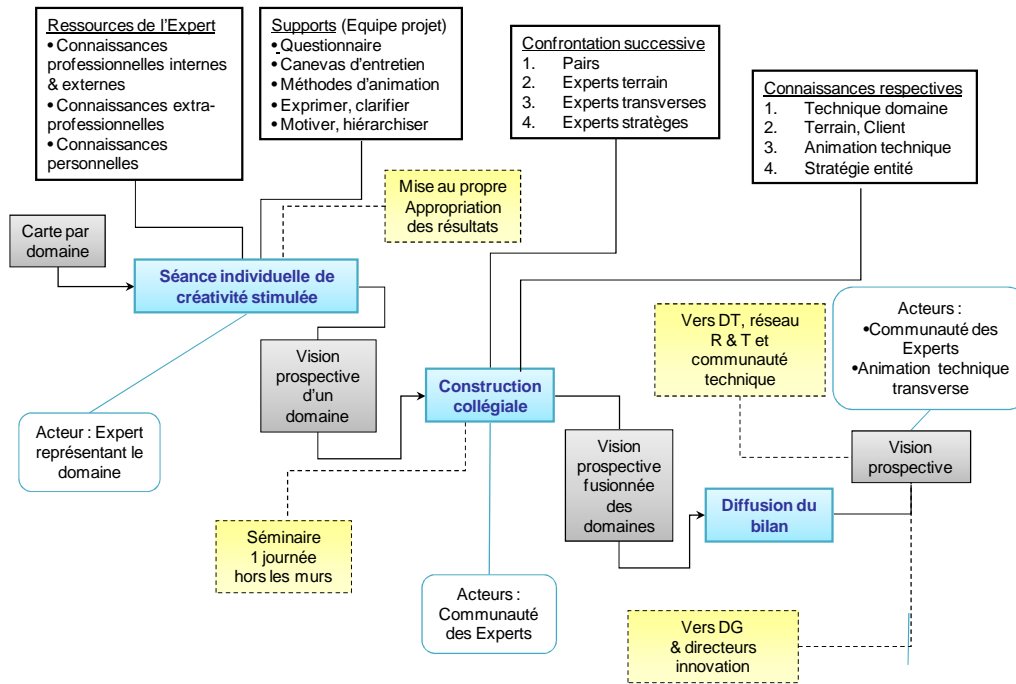 Ressources de l'Expert
• Connaissances
professionnelles internes
& externes
• Connaissances extra-
professionnelles
• Connaissances
personnelles
Supports (Equipe projet)
• Questionnaire
• Canevas d'entretien
• Méthodes d'animation
• Exprimer, clarifier
• Motiver, hiérarchiser
Confrontation successive
1. Pairs
2. Experts terrain
3. Experts transverses
4. Experts stratèges
Connaissances respectives
1. Technique domaine
2. Terrain, Client
3. Animation technique
4. Stratégie entité
Mise au propre
Appropriation
des résultats
Carte par
domaine
Séance individuelle de
créativité stimulée
Vision
prospective
d'un
domaine
Acteur : Expert
représentant le
domaine
Construction
collégiale
Vers DT, réseau
R & T et
communauté
technique
Acteurs :
•Communauté des
Experts
•Animation technique
transverse
Vision
prospective
fusionnée
des
domaines
Vision
prospective
Diffusion du
bilan
Séminaire
1 journée
hors les murs
Acteurs :
Communauté
des Experts
Vers DG
& directeurs
innovation